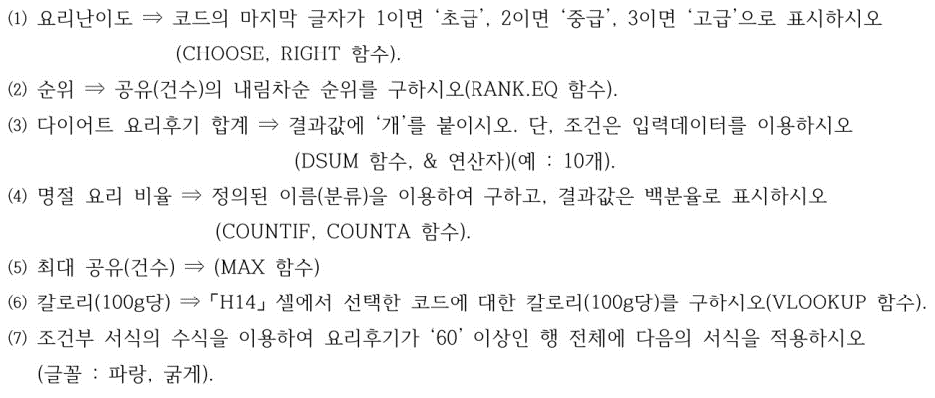 ⑴ 요리난이도 ⇒ 코드의 마지막 글자가 1이면 ‘초급’, 2이면 ‘중급’, 3이면 ‘고급’으로 표시하시오
(CHOOSE, RIGHT 함수).
⑵ 순위 ⇒ 공유(건수)의 내림차순 순위를 구하시오(RANK.EQ 함수).
⑶ 다이어트 요리후기 합계 ⇒ 결과값에 ‘개’를 붙이시오. 단, 조건은 입력데이터를 이용하시오
(DSUM 함수, & 연산자)(예 : 10개).
⑷ 명절 요리 비율 ⇒ 정의된 이름(분류)을 이용하여 구하고, 결과값은 백분율로 표시하시오
(COUNTIF, COUNTA 함수).
⑸ 최대 공유(건수) ⇒ (MAX 함수)
⑹ 칼로리(100g당) ⇒ 「H14」 셀에서 선택한 코드에 대한 칼로리(100g당)를 구하시오(VLOOKUP 함수).
⑺ 조건부 서식의 수식을 이용하여 요리후기가 ‘60’ 이상인 행 전체에 다음의 서식을 적용하시오
(글꼴 : 파랑, 굵게).